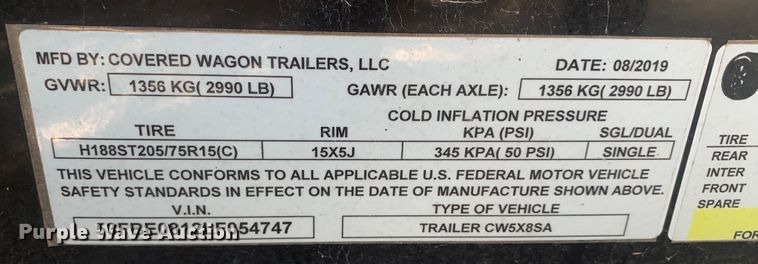 MFD BY: COVERED WAGON TRAILERS, LLC DATE: 08/2019
GVWR: 1356 KG( 2990 LB) GAWR (EACH AXLE): 1356 KG( 2990 LB)
COLD INFLATION PRESSURE
TIRE RIM KPA (PSI) SGL/DUAL
H188ST205/75R15(C) 15X5J 345 KPA( 50 PSI) SINGLE
THIS VEHICLE CONFORMS TO ALL APPLICABLE U.S. FEDERAL MOTOR VEHICLE
SAFETY STANDARDS IN EFFECT ON THE DATE OF MANUFACTURE SHOWN ABOVE.
V.I.N. TYPE OF VEHICLE
TRAILER CW5X8SA
Purple Wave Auction
TIRE
REAR
INTER
FRONT
SPARE
FOR